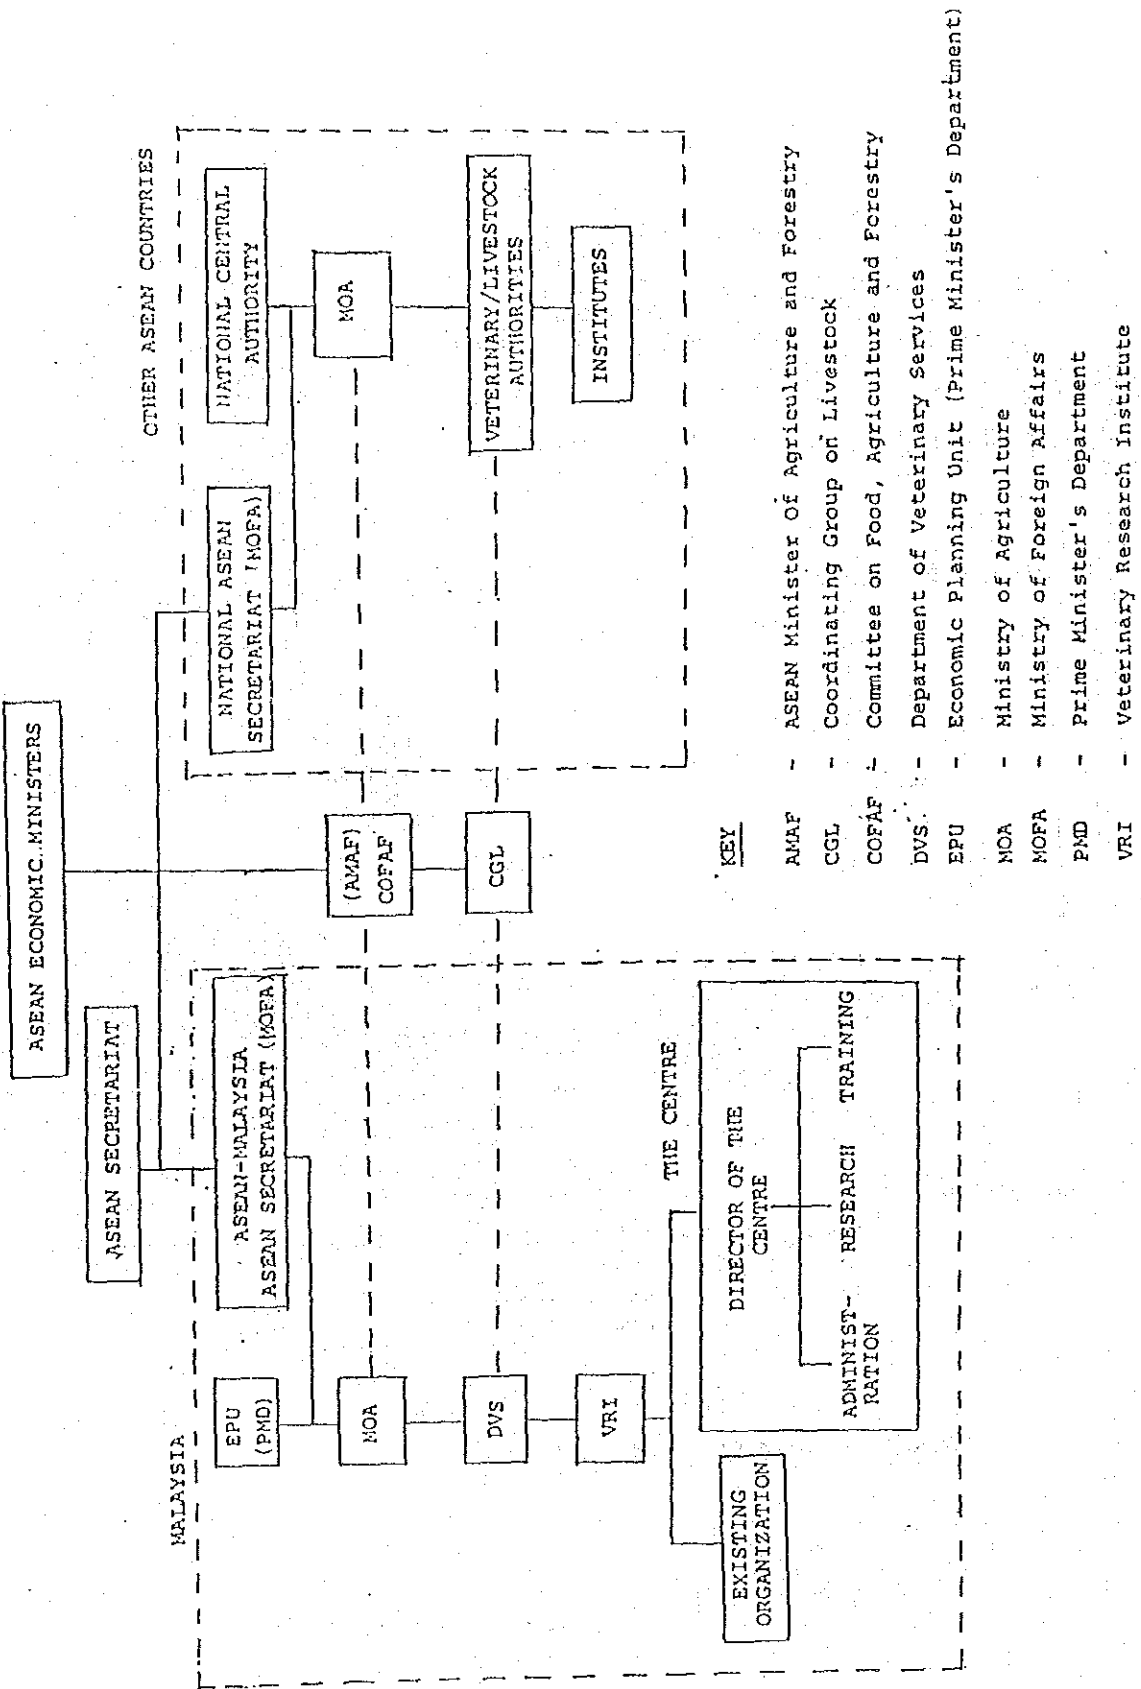 ASEAN ECONOMIC MINISTERS
ASEAN SECRETARIAT
MALAYSIA
OTHER ASEAN COUNTRIES
EPU
(PMD)
ASEAN-MALAYSIA
ASEAN SECRETARIAT (MOFA)
NATIONAL ASEAN
SECRETARIAT (MOFA)
NATIONAL CENTRAL
AUTHORITY
MOA
(AMAF)
COFAF
MOA
DVS
CGL
VETERINARY/LIVESTOCK
AUTHORITIES
VRI
INSTITUTES
THE CENTRE
EXISTING
ORGANIZATION
DIRECTOR OF THE
CENTRE
ADMINIST-
RATION
RESEARCH
TRAINING
KEY
AMAF - ASEAN Minister Of Agriculture and Forestry
CGL - Coordinating Group on Livestock
COFAF - Committee on Food, Agriculture and Forestry
DVS - Department of Veterinary Services
EPU - Economic Planning Unit (Prime Minister's Department)
MOA - Ministry of Agriculture
MOFA - Ministry of Foreign Affairs
PMD - Prime Minister's Department
VRI - Veterinary Research Institute